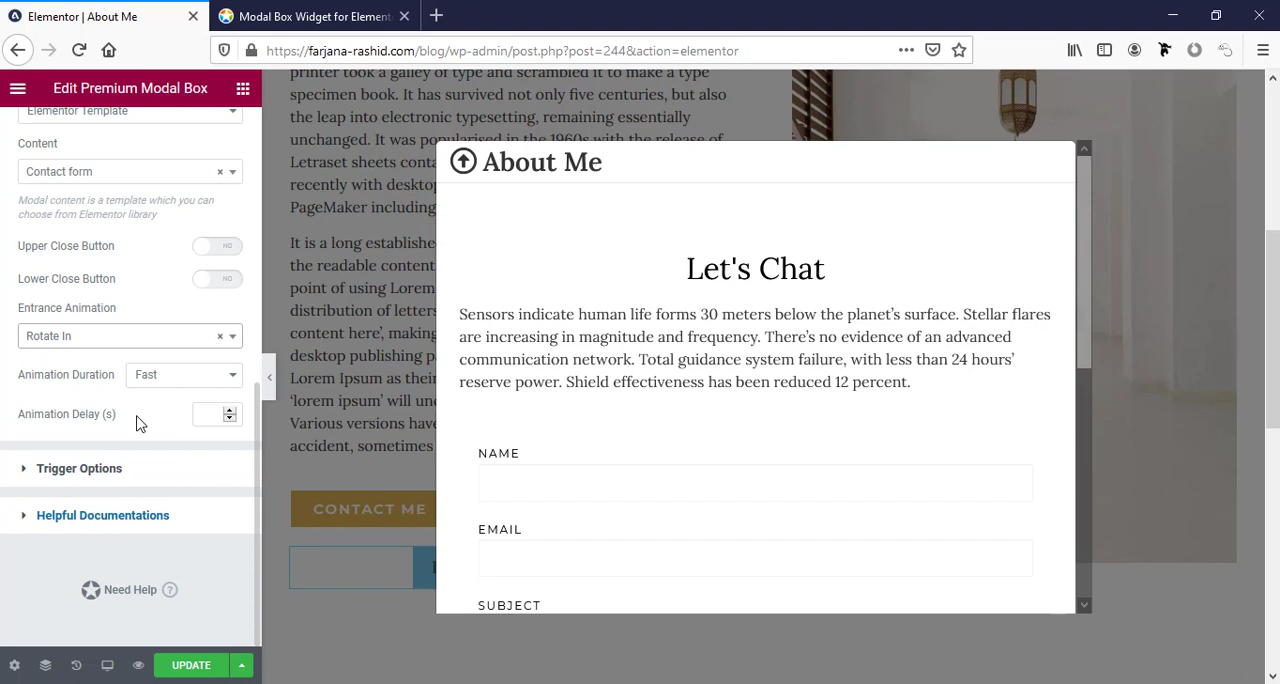 Elementor | About Me
Modal Box Widget for Element
https://farjana-rashid.com/blog/wp-admin/post.php?post=244&action=elementor
Edit Premium Modal Box
Elementor Template
Content
Contact form
Modal content is a template which you can
choose from Elementor library
Upper Close Button
NO
Lower Close Button
NO
Entrance Animation
Rotate In
Animation Duration
Fast
Animation Delay (s)
Trigger Options
Helpful Documentations
Need Help
UPDATE
printer took a galley of type and scrambled it to make a type
specimen book. It has survived not only five centuries, but also
the leap into electronic typesetting, remaining essentially
unchanged. It was popularised in the 1960s with the release of
Letraset sheets conta
recently with desktop
PageMaker including
It is a long establishe
the readable content
point of using Lorem
distribution of letters
content here', making
desktop publishing p
Lorem Ipsum as their
'lorem ipsum' will un
Various versions have
accident, sometimes
CONTACT ME
About Me
Let's Chat
Sensors indicate human life forms 30 meters below the planet's surface. Stellar flares
are increasing in magnitude and frequency. There's no evidence of an advanced
communication network. Total guidance system failure, with less than 24 hours'
reserve power. Shield effectiveness has been reduced 12 percent.
NAME
EMAIL
SUBJECT